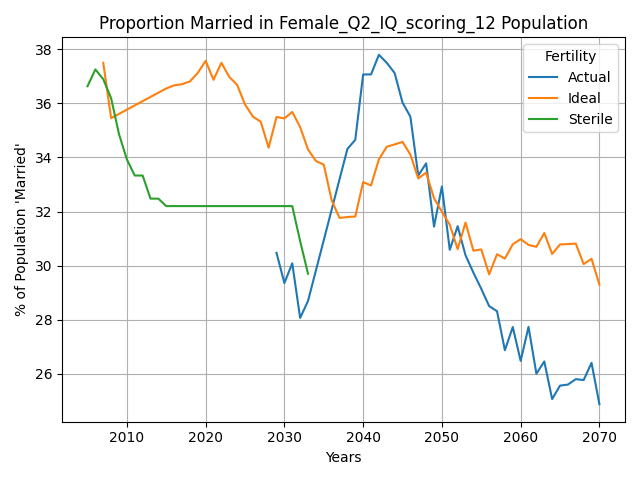 Proportion Married in Female_Q2_IQ_scoring_12 Population
% of Population 'Married'
38
36
34
32
30
28
26
Fertility
Actual
Ideal
Sterile
2010 2020 2030 2040 2050 2060 2070
Years